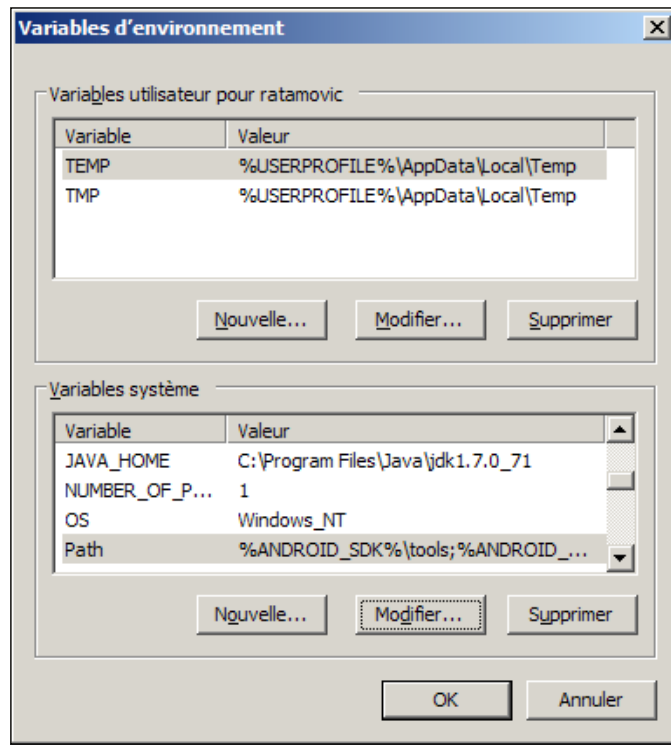 Variables d'environnement
Variables utilisateur pour ratamovic
Variable Valeur
TEMP %USERPROFILE%\AppData\Local\Temp
TMP %USERPROFILE%\AppData\Local\Temp
Nouvelle... Modifier... Supprimer
Variables système
Variable Valeur
JAVA_HOME C:\Program Files\Java\jdk1.7.0_71
NUMBER_OF_P... 1
OS Windows_NT
Path %ANDROID_SDK%\tools;%ANDROID_...
Nouvelle... Modifier... Supprimer
OK Annuler